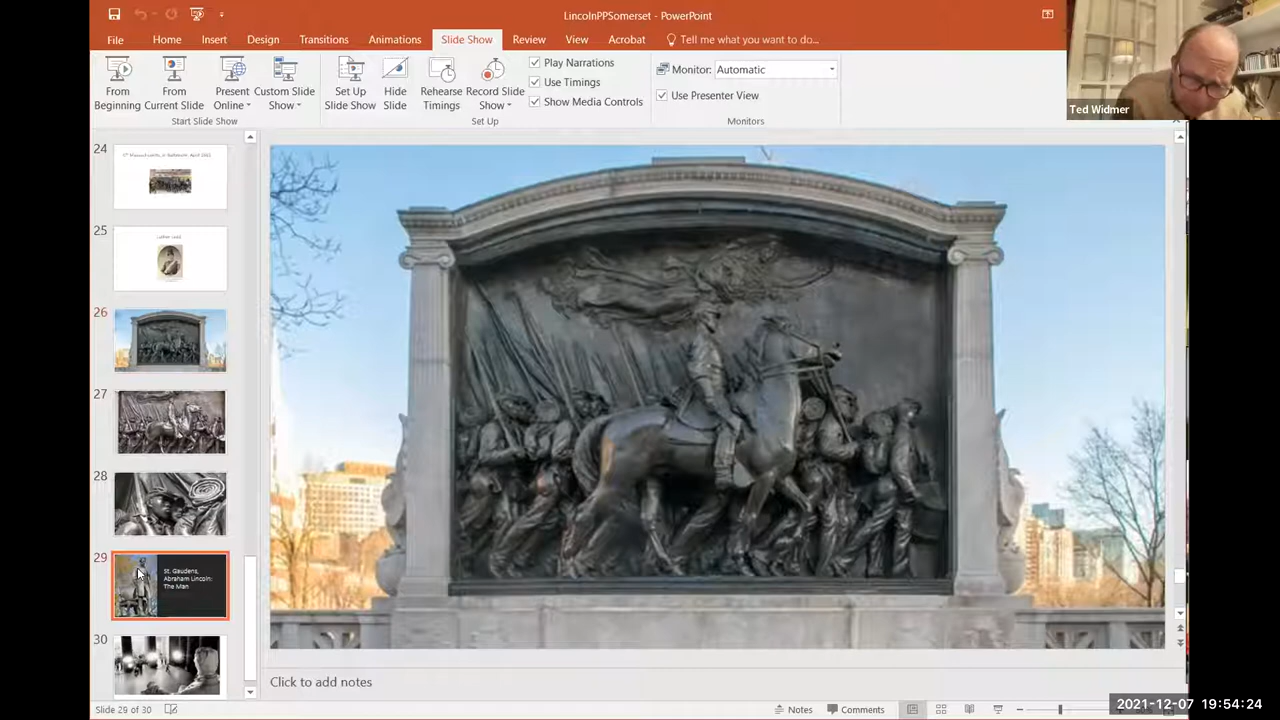 LincolnPPSomerset - PowerPoint
File Home Insert Design Transitions Animations Slide Show Review View Acrobat Tell me what you want to do...
From Beginning
From Current Slide
Present Online
Custom Slide Show
Set Up Slide Show
Hide Slide
Rehearse Timings
Record Slide Show
Play Narrations
Use Timings
Show Media Controls
Monitor: Automatic
Use Presenter View
Start Slide Show
Set Up
Monitors
Ted Widmer
24
25
26
27
28
29
St. Gaudens,
Abraham Lincoln:
The Man
30
Click to add notes
Slide 29 of 30
Notes
Comments
2021-12-07 19:54:24